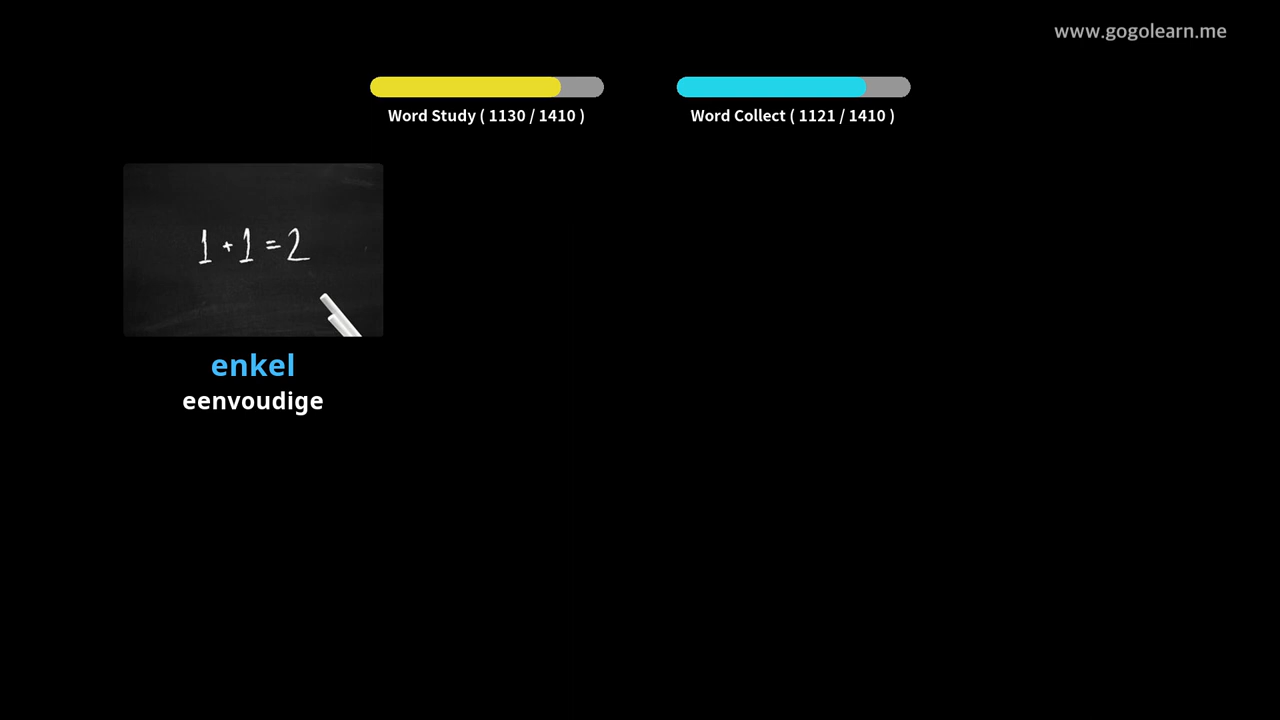 www.gogolearn.me
Word Study ( 1130 / 1410 )
Word Collect ( 1121 / 1410 )
1 + 1 = 2
enkel
eenvoudige